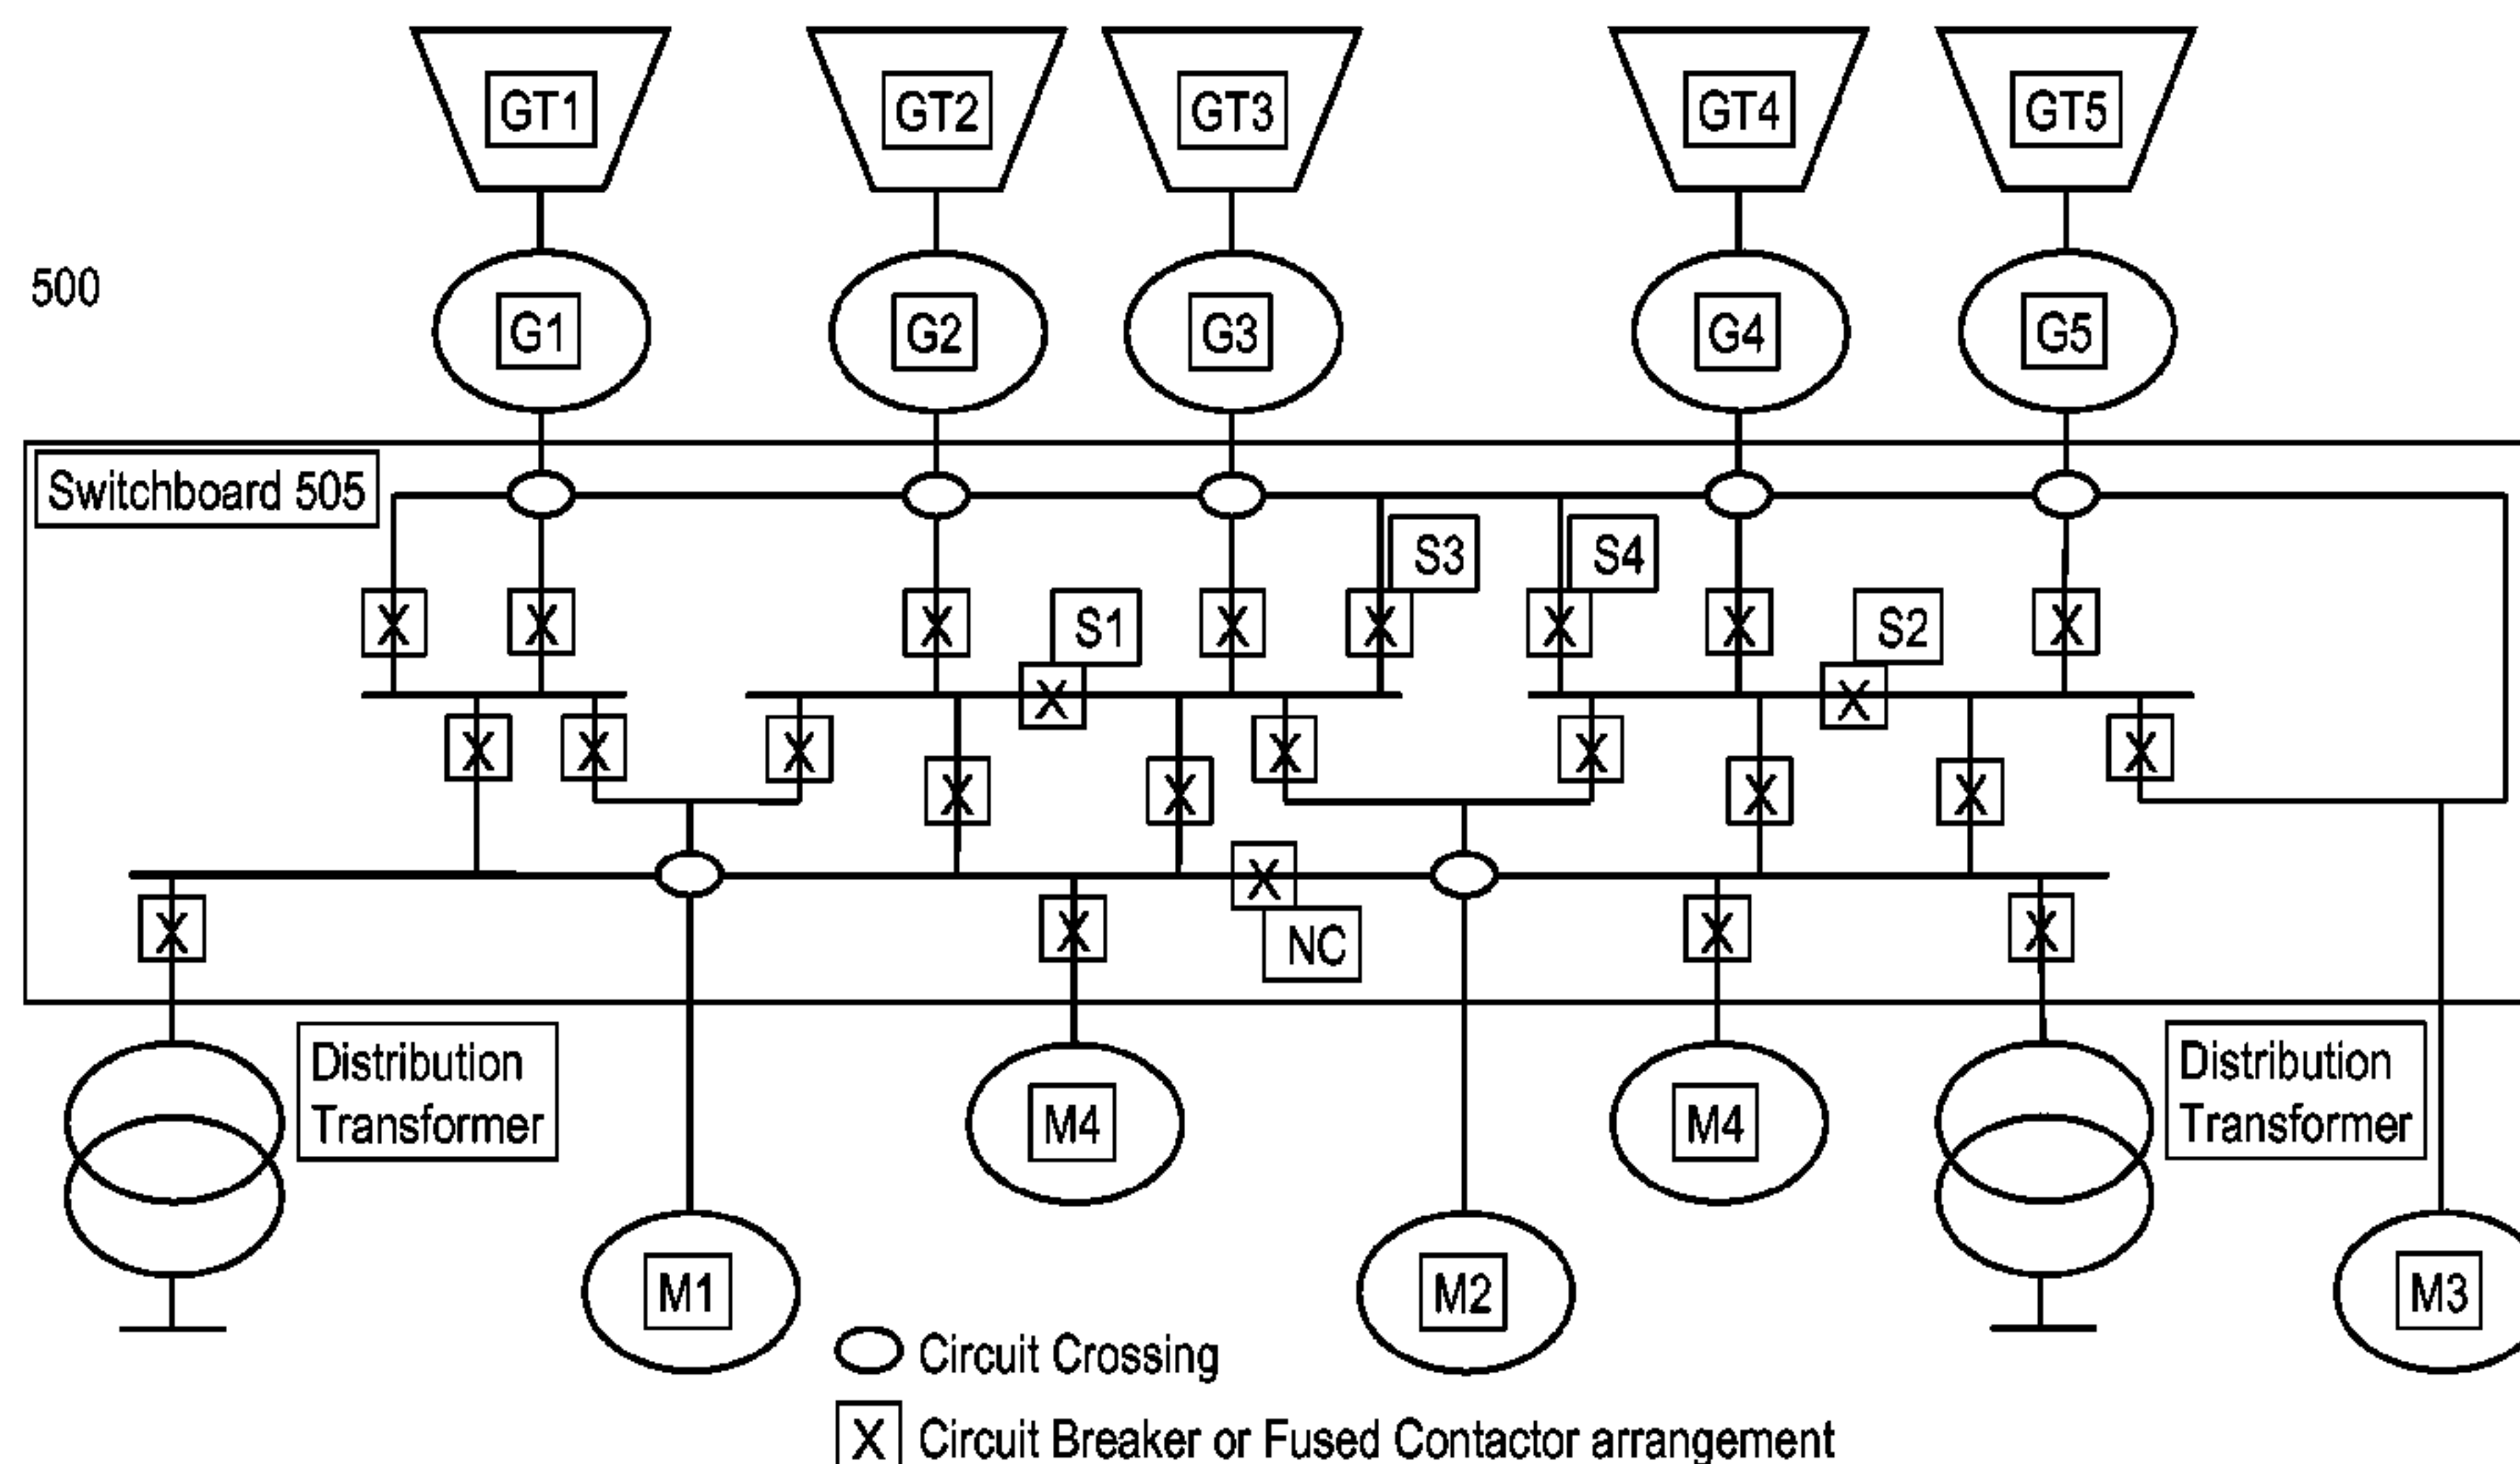 GT1 GT2 GT3 GT4 GT5
500
G1 G2 G3 G4 G5
Switchboard 505
S3 S4
X X X X X X X X
S1 S2
X X
X X X X X X
X X X X
X
X X X X
NC
Distribution
Transformer
M4 M4
Distribution
Transformer
M1 M2 M3
Circuit Crossing
X Circuit Breaker or Fused Contactor arrangement